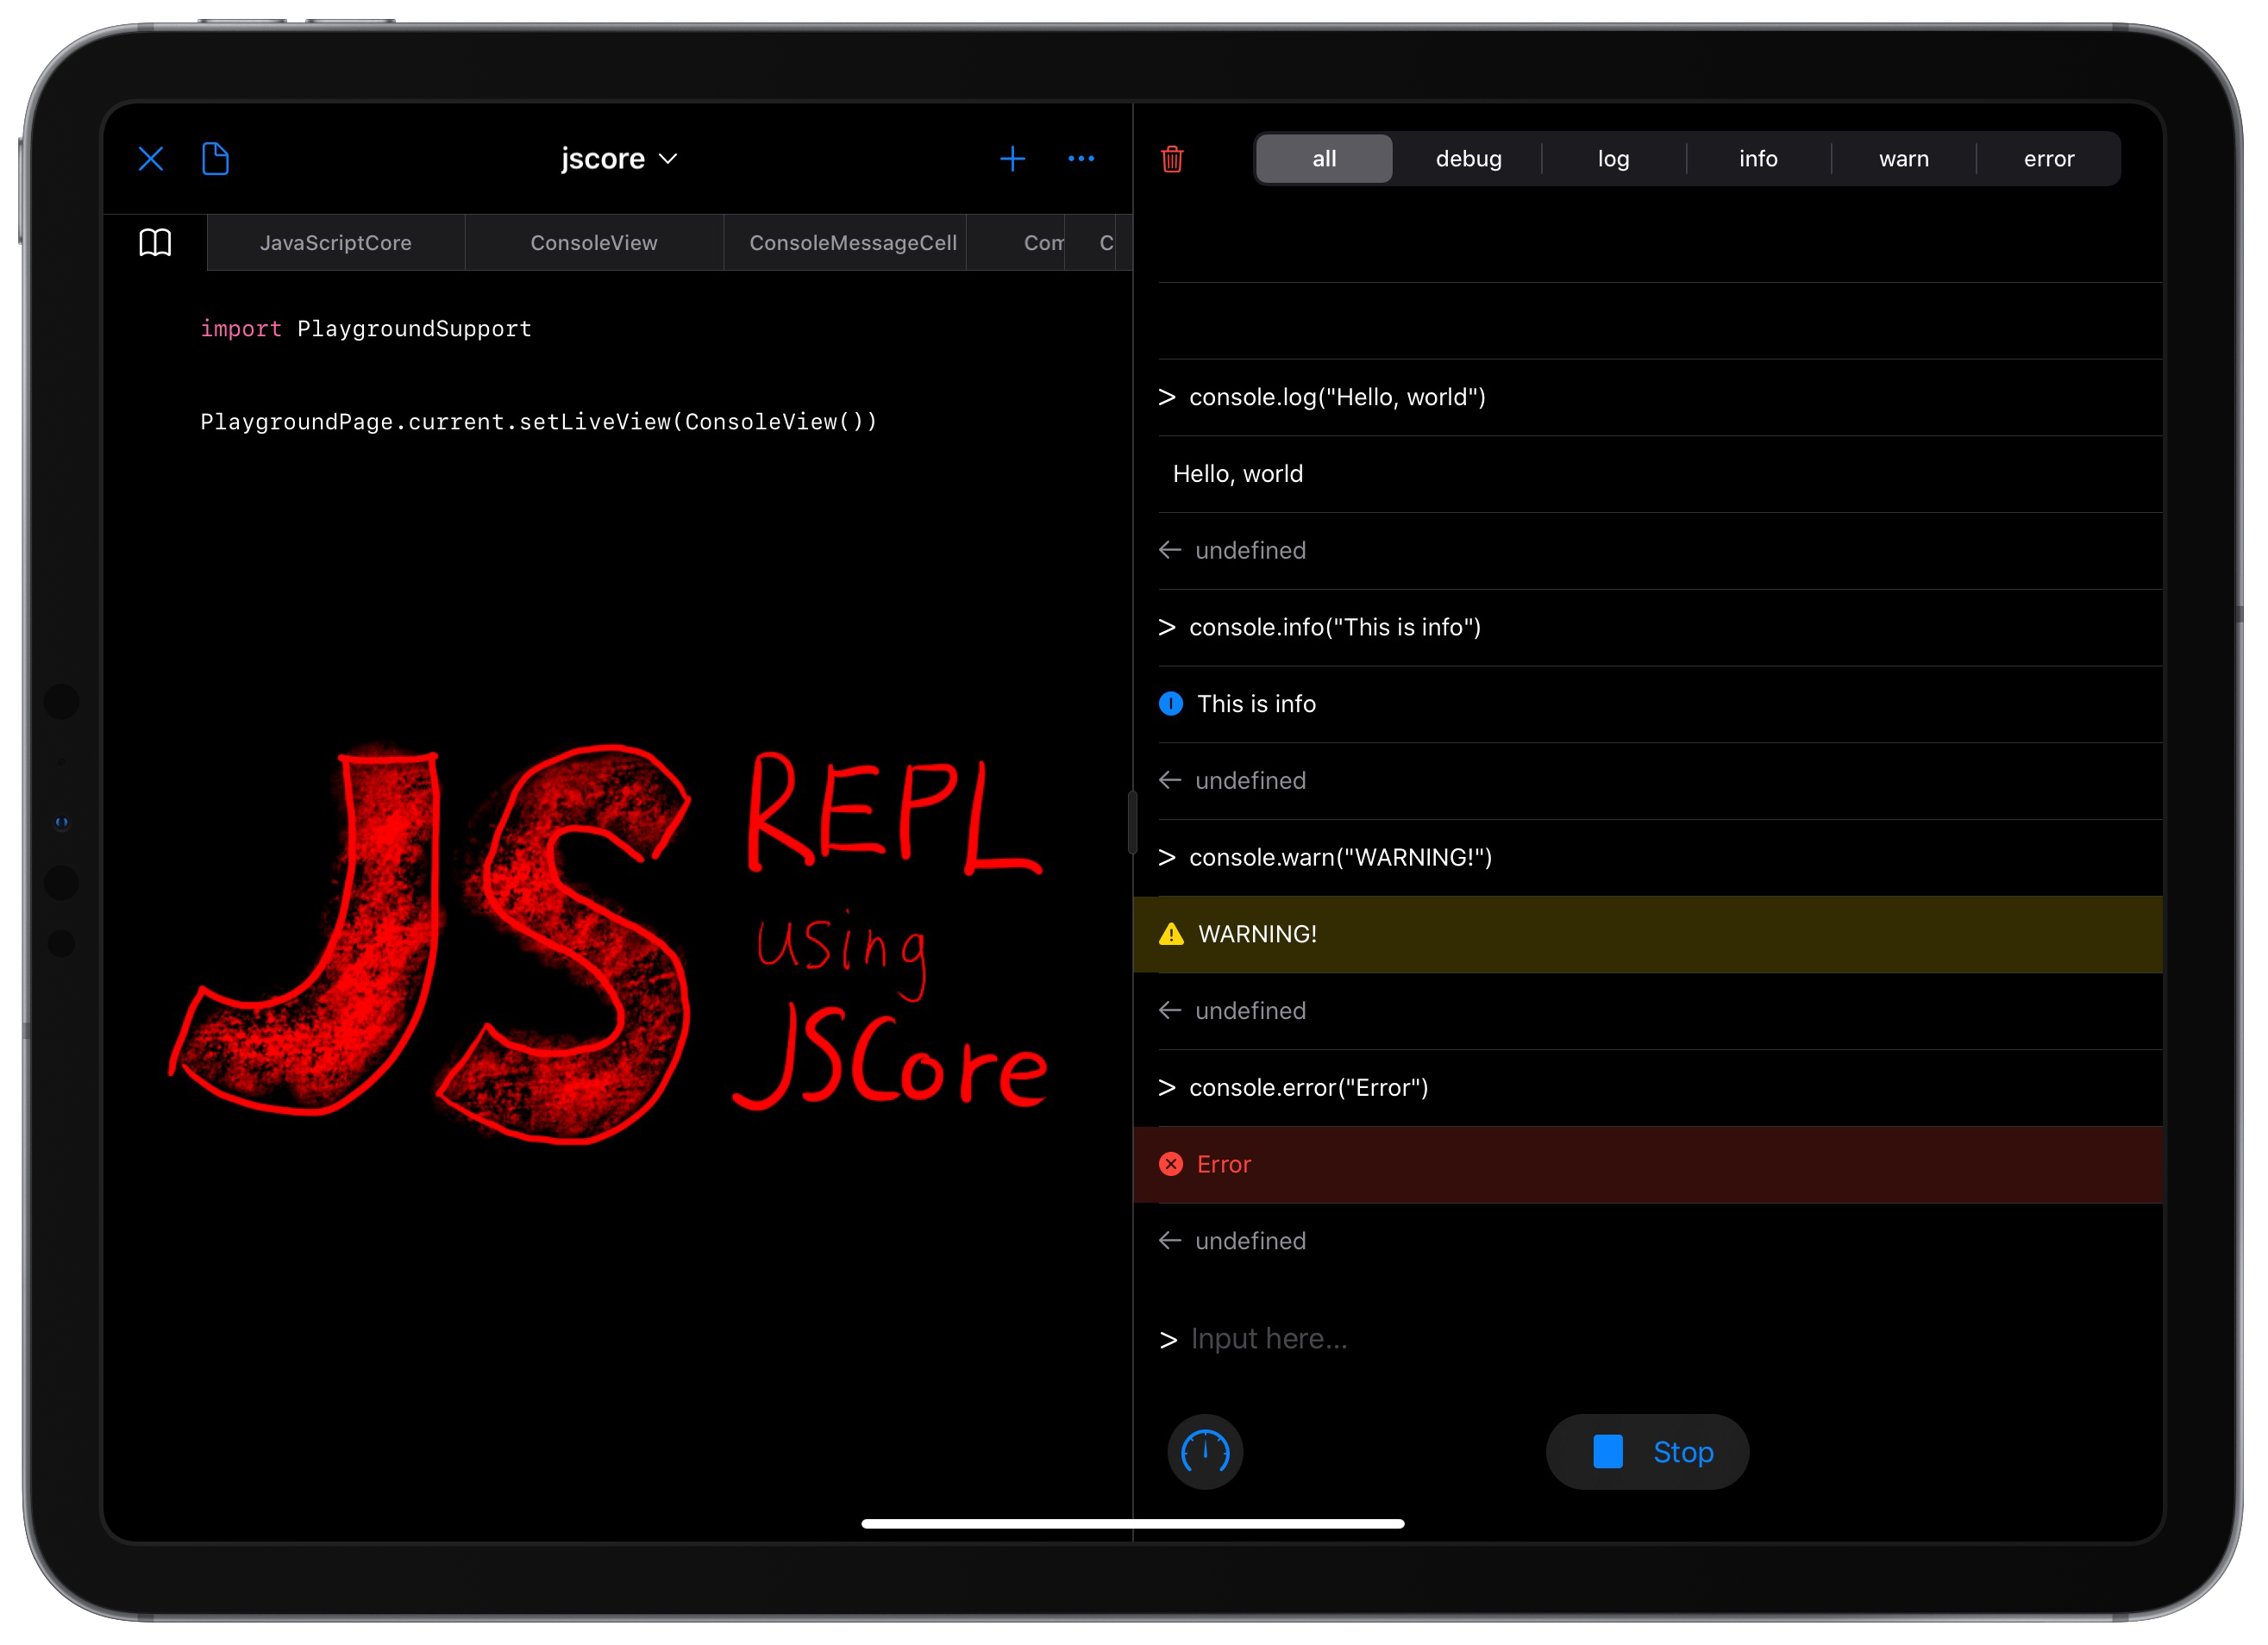 jscore
JavaScriptCore
ConsoleView
ConsoleMessageCell
Com
C
import PlaygroundSupport
PlaygroundPage.current.setLiveView(ConsoleView())
JS
REPL
using
JSCore
all
debug
log
info
warn
error
> console.log("Hello, world")
Hello, world
← undefined
> console.info("This is info")
This is info
← undefined
> console.warn("WARNING!")
WARNING!
← undefined
> console.error("Error")
Error
← undefined
> Input here...
Stop